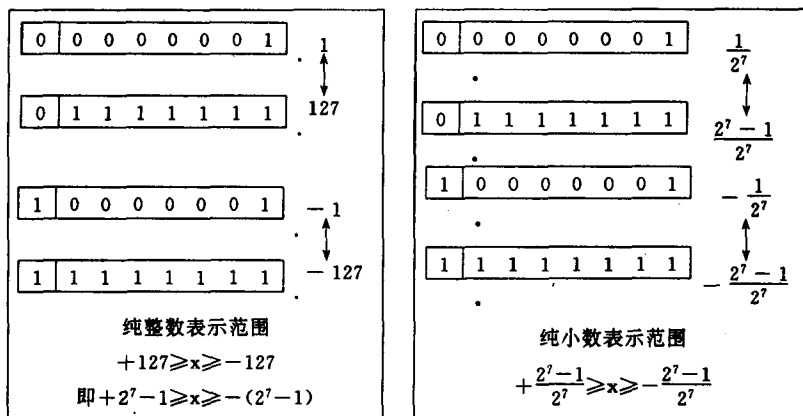 0 0 0 0 0 0 0 1 1
0 1 1 1 1 1 1 1 127
1 0 0 0 0 0 0 1 －1
1 1 1 1 1 1 1 1 －127
纯整数表示范围
＋127≥x≥－127
即＋2⁷－1≥x≥－(2⁷－1)
0 0 0 0 0 0 0 1 1/2⁷
0 1 1 1 1 1 1 1 (2⁷－1)/2⁷
1 0 0 0 0 0 0 1 －1/2⁷
1 1 1 1 1 1 1 1 －(2⁷－1)/2⁷
纯小数表示范围
＋(2⁷－1)/2⁷≥x≥－(2⁷－1)/2⁷